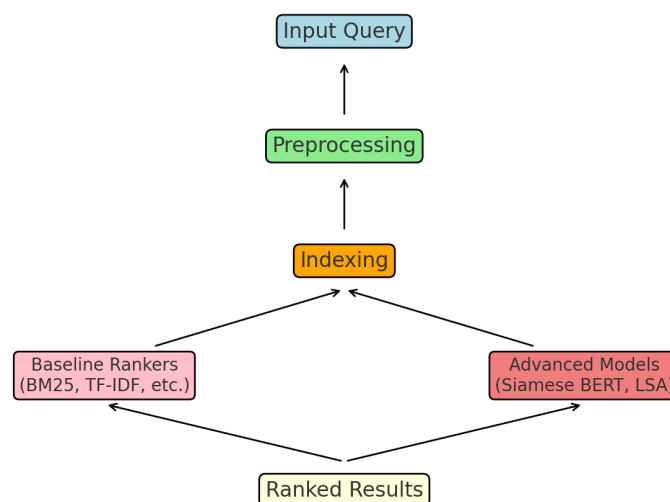 Input Query
Preprocessing
Indexing
Baseline Rankers
(BM25, TF-IDF, etc.)
Advanced Models
(Siamese BERT, LSA)
Ranked Results